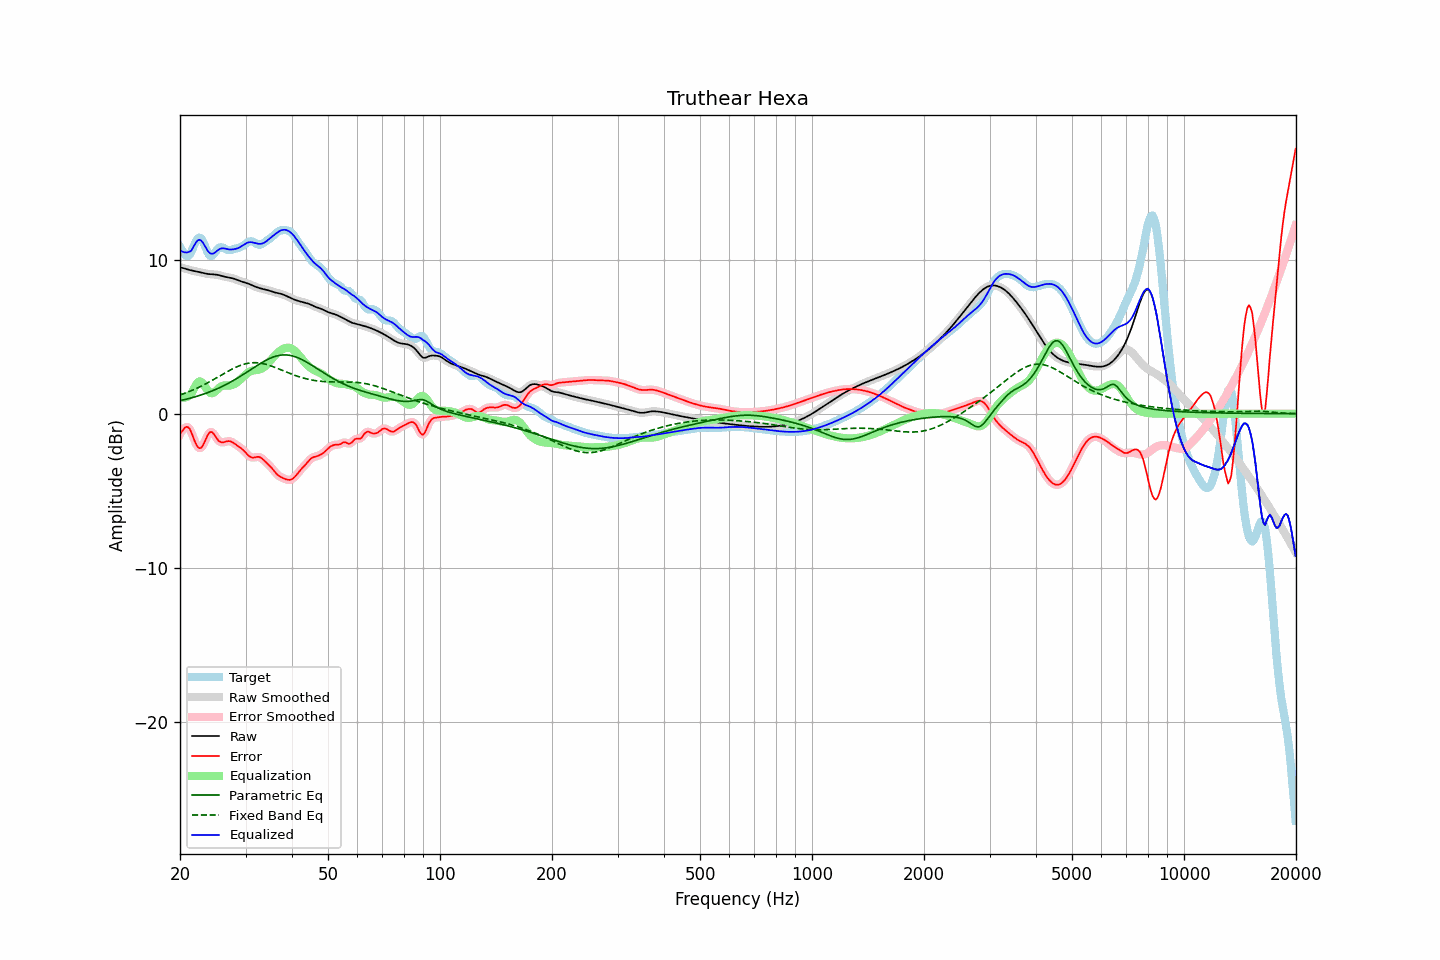 Truthear Hexa
Amplitude (dBr)
10
0
−10
−20
Target
Raw Smoothed
Error Smoothed
Raw
Error
Equalization
Parametric Eq
Fixed Band Eq
Equalized
20 50 100 200 500 1000 2000 5000 10000 20000
Frequency (Hz)